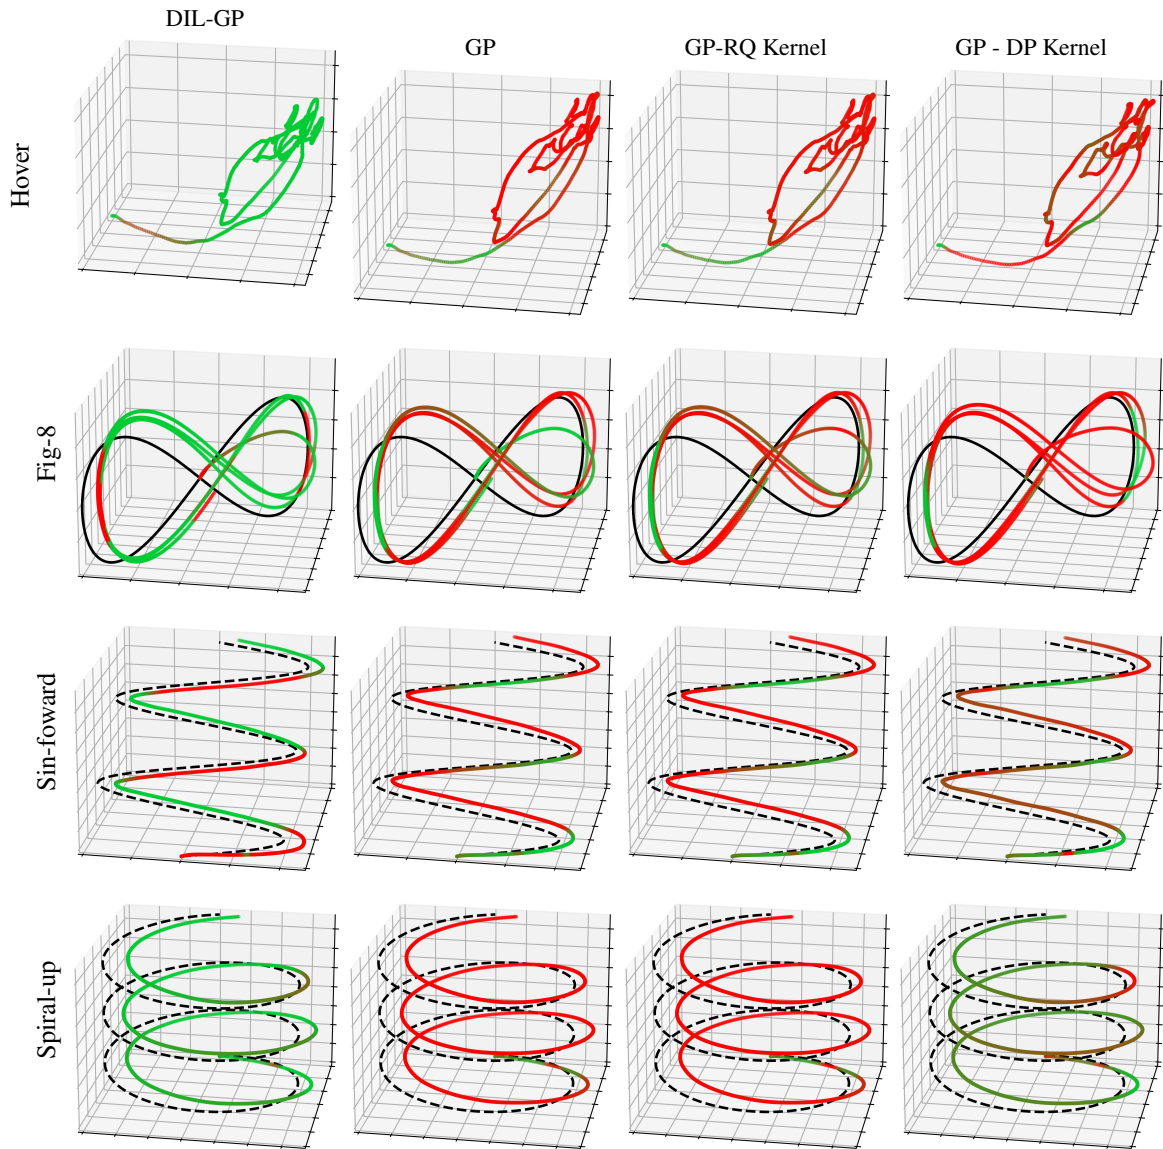 DIL-GP
GP
GP-RQ Kernel
GP - DP Kernel
Hover
Fig-8
Sin-foward
Spiral-up